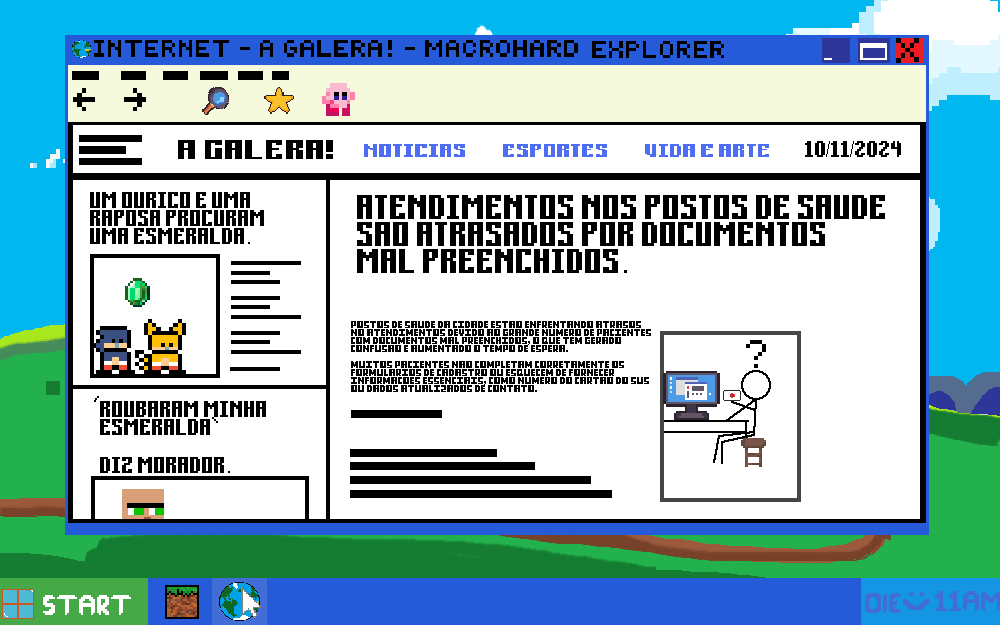 INTERNET - A GALERA! - MACROHARD EXPLORER
A GALERA! NOTICIAS ESPORTES VIDA E ARTE 10/11/2024
UM OURICO E UMA
RAPOSA PROCURAM
UMA ESMERALDA.
'ROUBARAM MINHA
ESMERALDA'
DIZ MORADOR.
ATENDIMENTOS NOS POSTOS DE SAUDE
SAO ATRASADOS POR DOCUMENTOS
MAL PREENCHIDOS.
POSTOS DE SAUDE DA CIDADE ESTAO ENFRENTANDO ATRASOS
NO ATENDIMENTOS DEVIDO AO GRANDE NUMERO DE PACIENTES
COM DOCUMENTOS MAL PREENCHIDOS, O QUE TEM GERADO
CONFUSAO E AUMENTADO O TEMPO DE ESPERA.
MUITOS PACIENTES NAO COMPLETAM CORRETAMENTE OS
FORMULARIOS DE CADASTRO OU ESQUECEM DE FORNECER
INFORMACOES ESSENCIAIS, COMO NUMERO DO CARTAO DO SUS
OU DADOS ATUALIZADOS DE CONTATO.
?
START
OIE 11AM